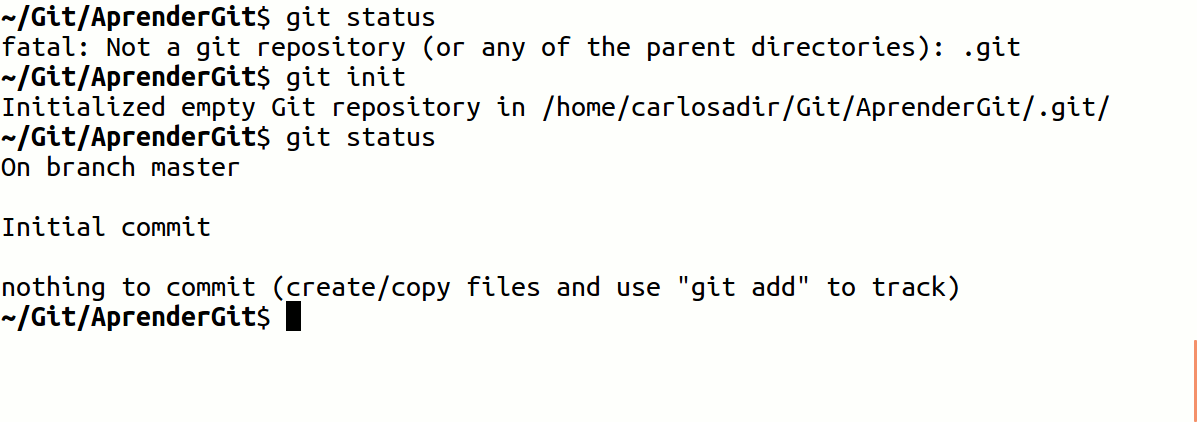 ~/Git/AprenderGit$ git status
fatal: Not a git repository (or any of the parent directories): .git
~/Git/AprenderGit$ git init
Initialized empty Git repository in /home/carlosadir/Git/AprenderGit/.git/
~/Git/AprenderGit$ git status
On branch master
Initial commit
nothing to commit (create/copy files and use "git add" to track)
~/Git/AprenderGit$